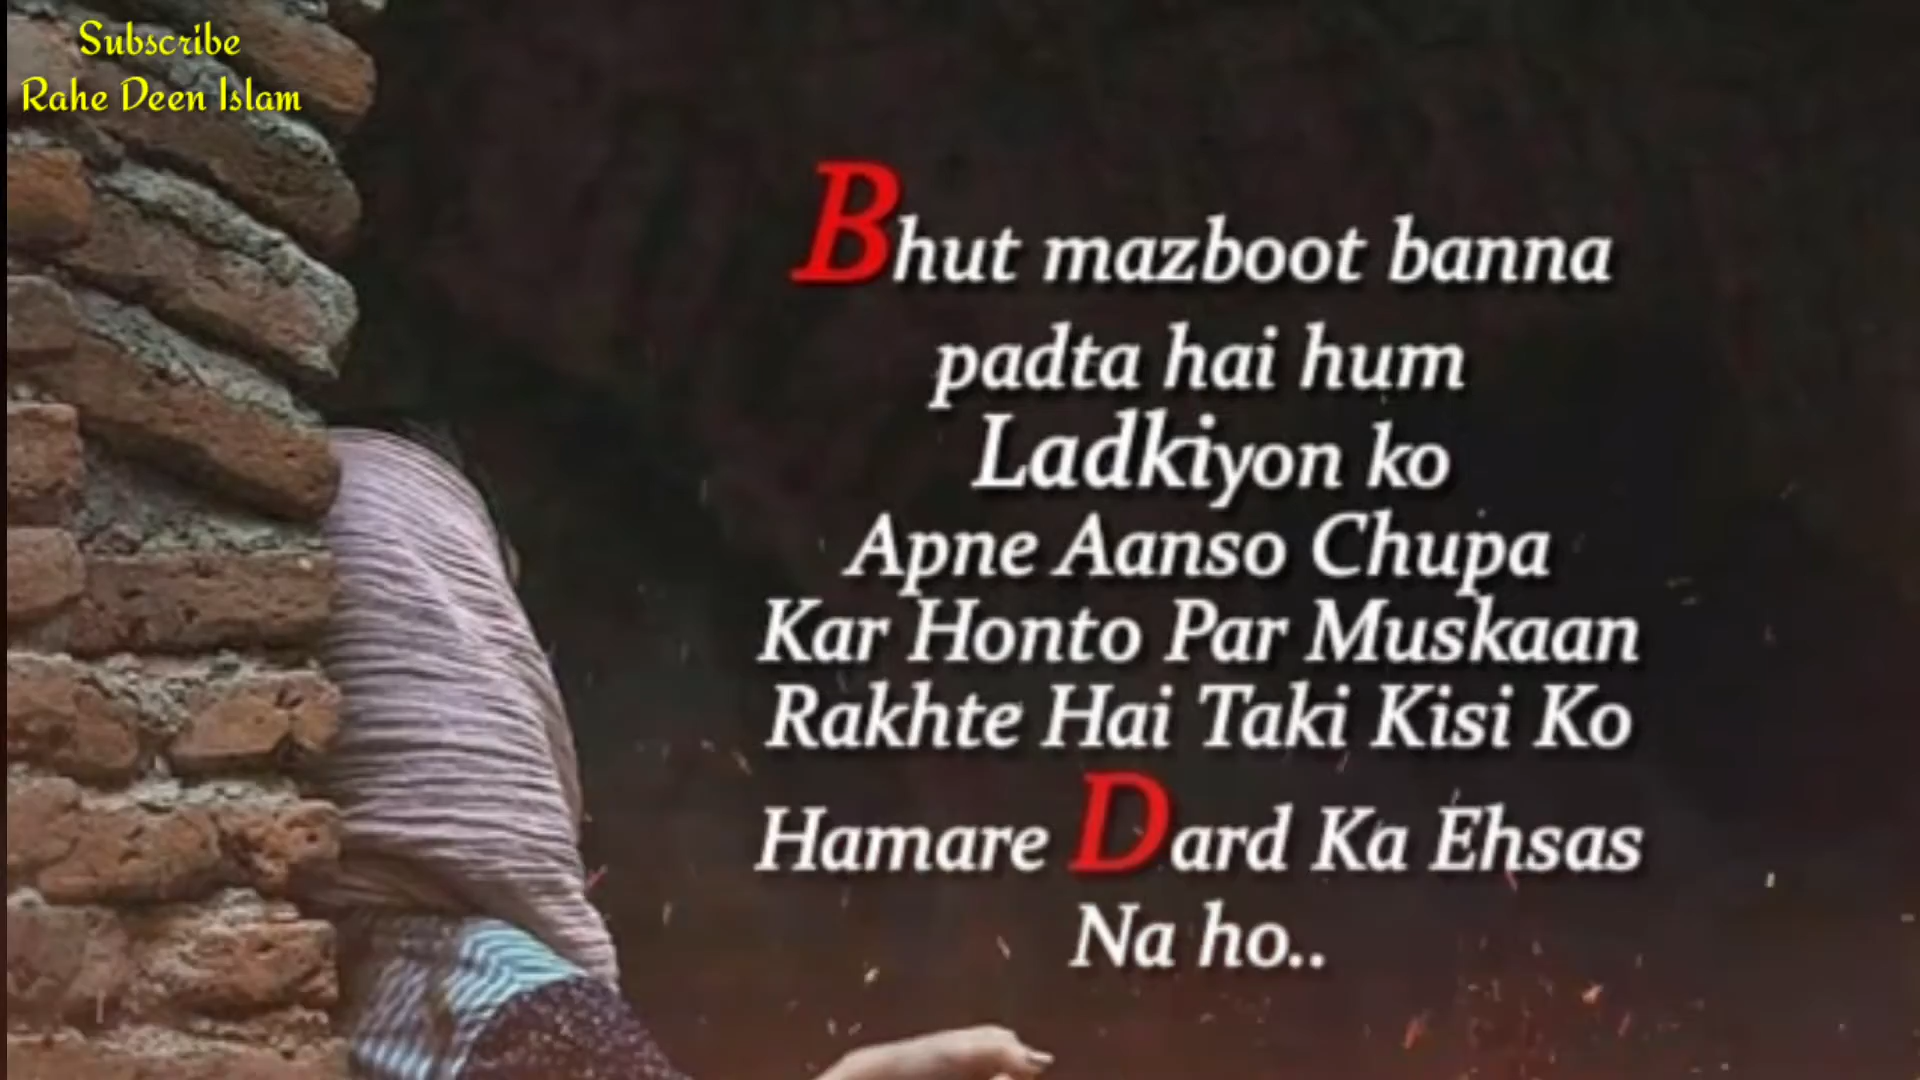 Subscribe
Rahe Deen Islam
Bhut mazboot banna
padta hai hum
Ladkiyon ko
Apne Aanso Chupa
Kar Honto Par Muskaan
Rakhte Hai Taki Kisi Ko
Hamare Dard Ka Ehsas
Na ho..